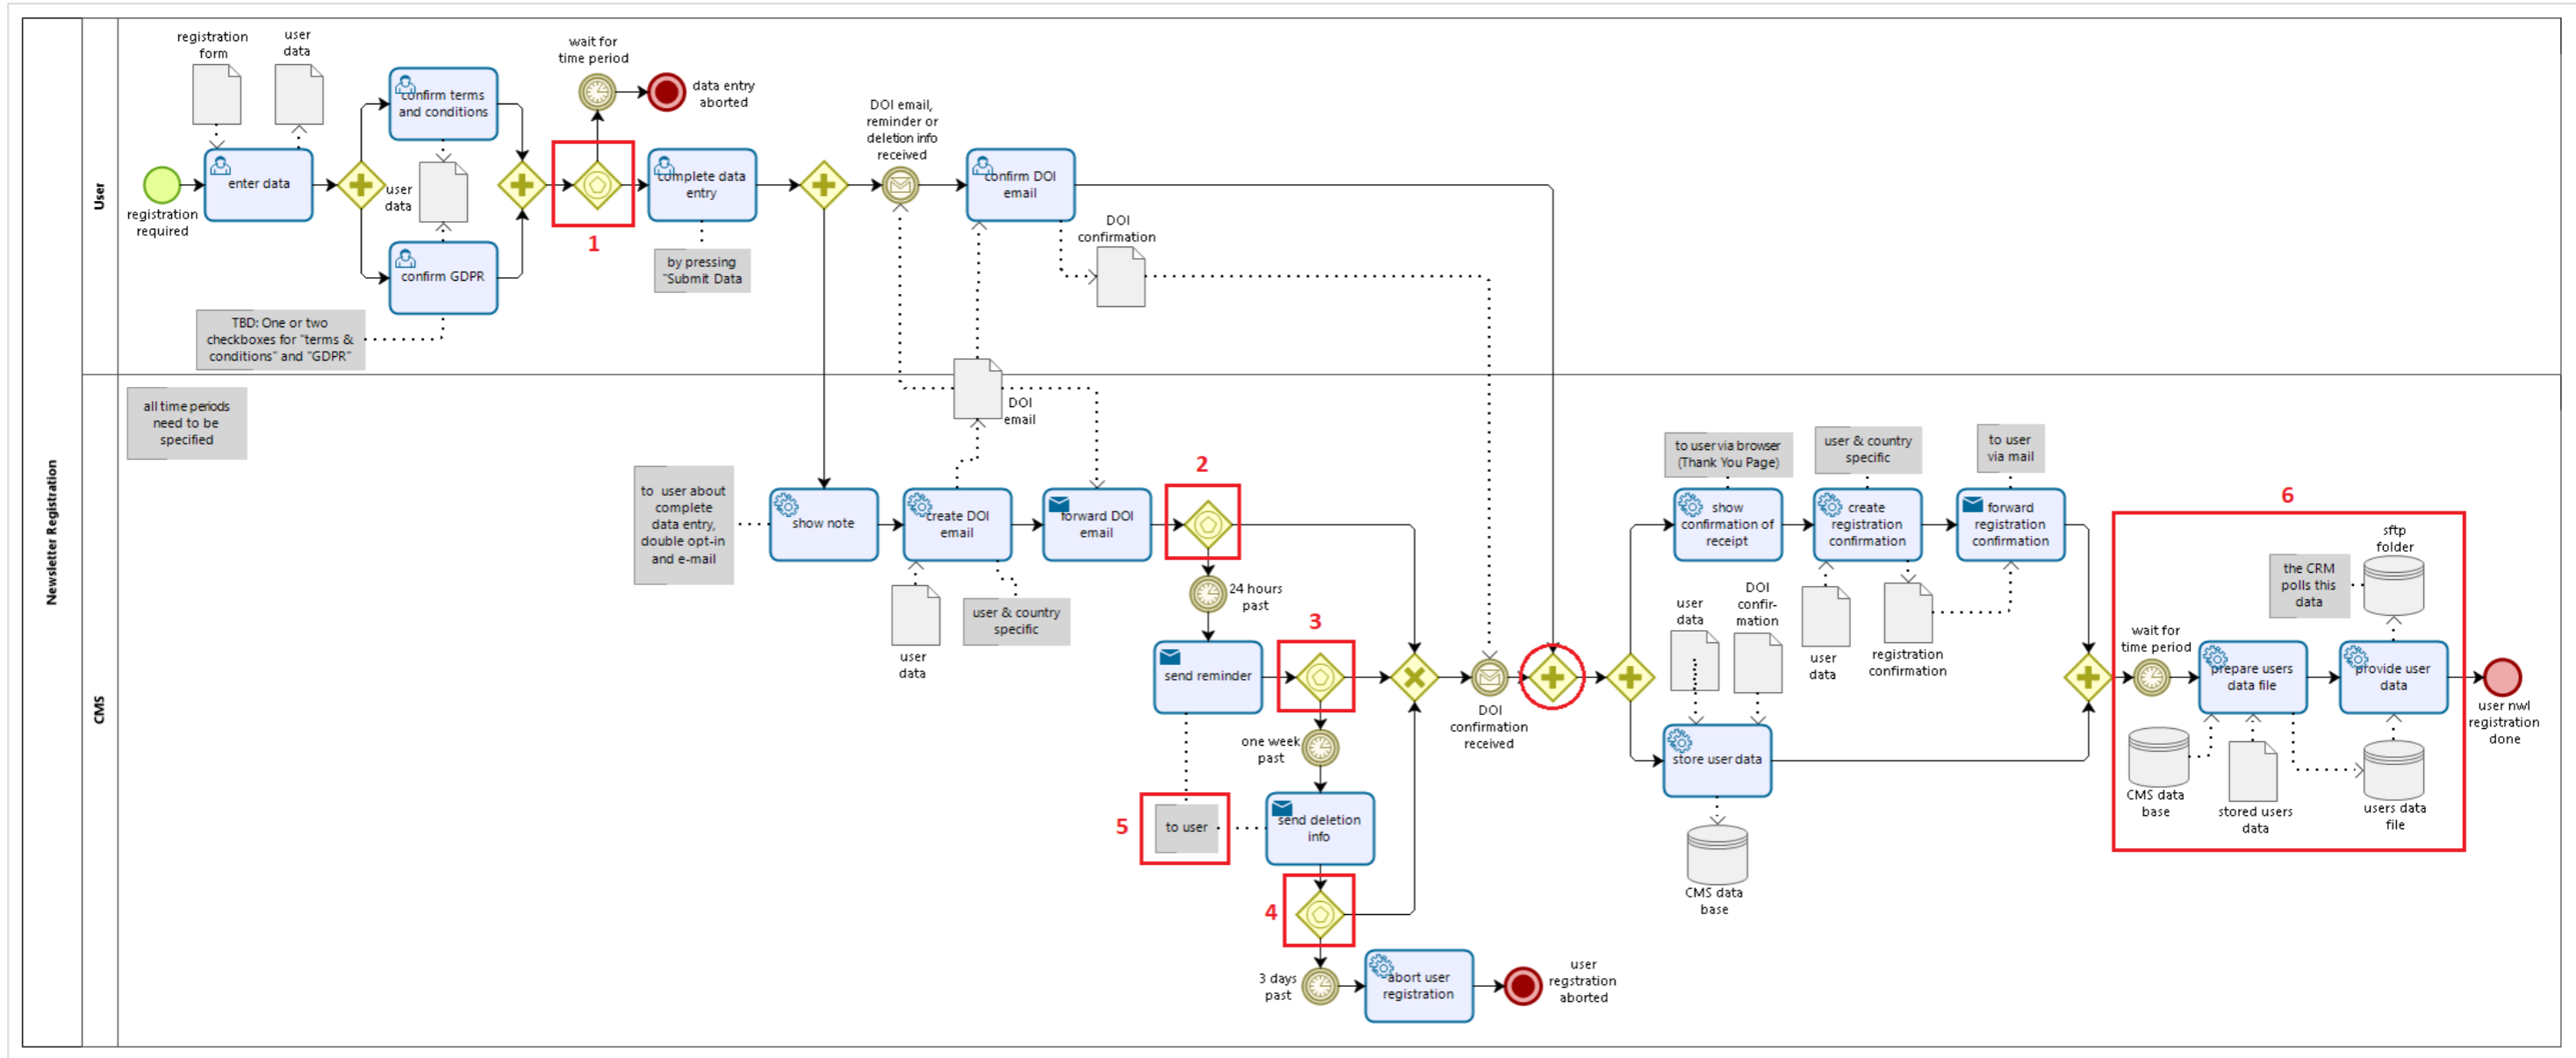 Newsletter Registration
User
CMS
registration
form
user
data
registration
required
enter data
confirm terms
and conditions
user
data
confirm GDPR
TBD: One or two
checkboxes for "terms &
conditions" and "GDPR"
wait for
time period
data entry
aborted
1
complete data
entry
by pressing
"Submit Data
DOI email,
reminder or
deletion info
received
confirm DOI
email
DOI
confirmation
all time periods
need to be
specified
DOI
email
to user about
complete
data entry,
double opt-in
and e-mail
show note
create DOI
email
user
data
user & country
specific
forward DOI
email
2
24 hours
past
send reminder
3
one week
past
5
to user
send deletion
info
4
3 days
past
abort user
registration
user
regstration
aborted
DOI
confirmation
received
to user via browser
(Thank You Page)
show
confirmation of
receipt
user & country
specific
create
registration
confirmation
to user
via mail
forward
registration
confirmation
user
data
DOI
confir-
mation
user
data
registration
confirmation
store user data
CMS data
base
6
sftp
folder
the CRM
polls this
data
wait for
time period
prepare users
data file
provide user
data
CMS data
base
stored users
data
users data
file
user nwl
registration
done